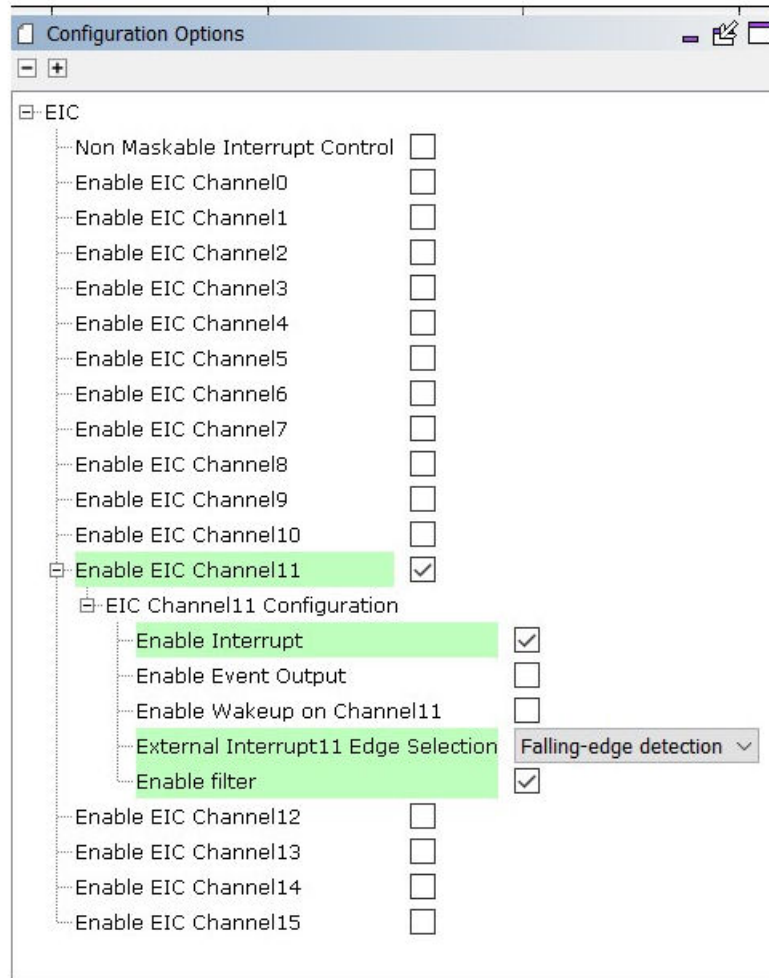 Configuration Options
EIC
Non Maskable Interrupt Control
Enable EIC Channel0
Enable EIC Channel1
Enable EIC Channel2
Enable EIC Channel3
Enable EIC Channel4
Enable EIC Channel5
Enable EIC Channel6
Enable EIC Channel7
Enable EIC Channel8
Enable EIC Channel9
Enable EIC Channel10
Enable EIC Channel11
EIC Channel11 Configuration
Enable Interrupt
Enable Event Output
Enable Wakeup on Channel11
External Interrupt11 Edge Selection Falling-edge detection
Enable filter
Enable EIC Channel12
Enable EIC Channel13
Enable EIC Channel14
Enable EIC Channel15